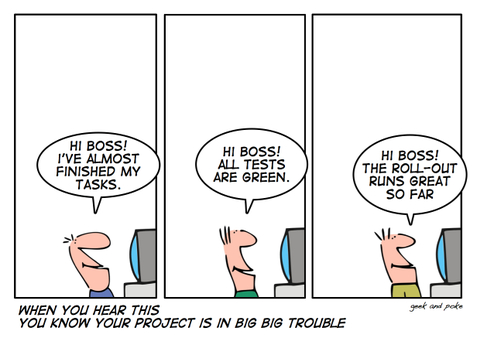 HI BOSS!
I'VE ALMOST
FINISHED MY
TASKS.
HI BOSS!
ALL TESTS
ARE GREEN.
HI BOSS!
THE ROLL-OUT
RUNS GREAT
SO FAR
WHEN YOU HEAR THIS
YOU KNOW YOUR PROJECT IS IN BIG BIG TROUBLE
geek and poke